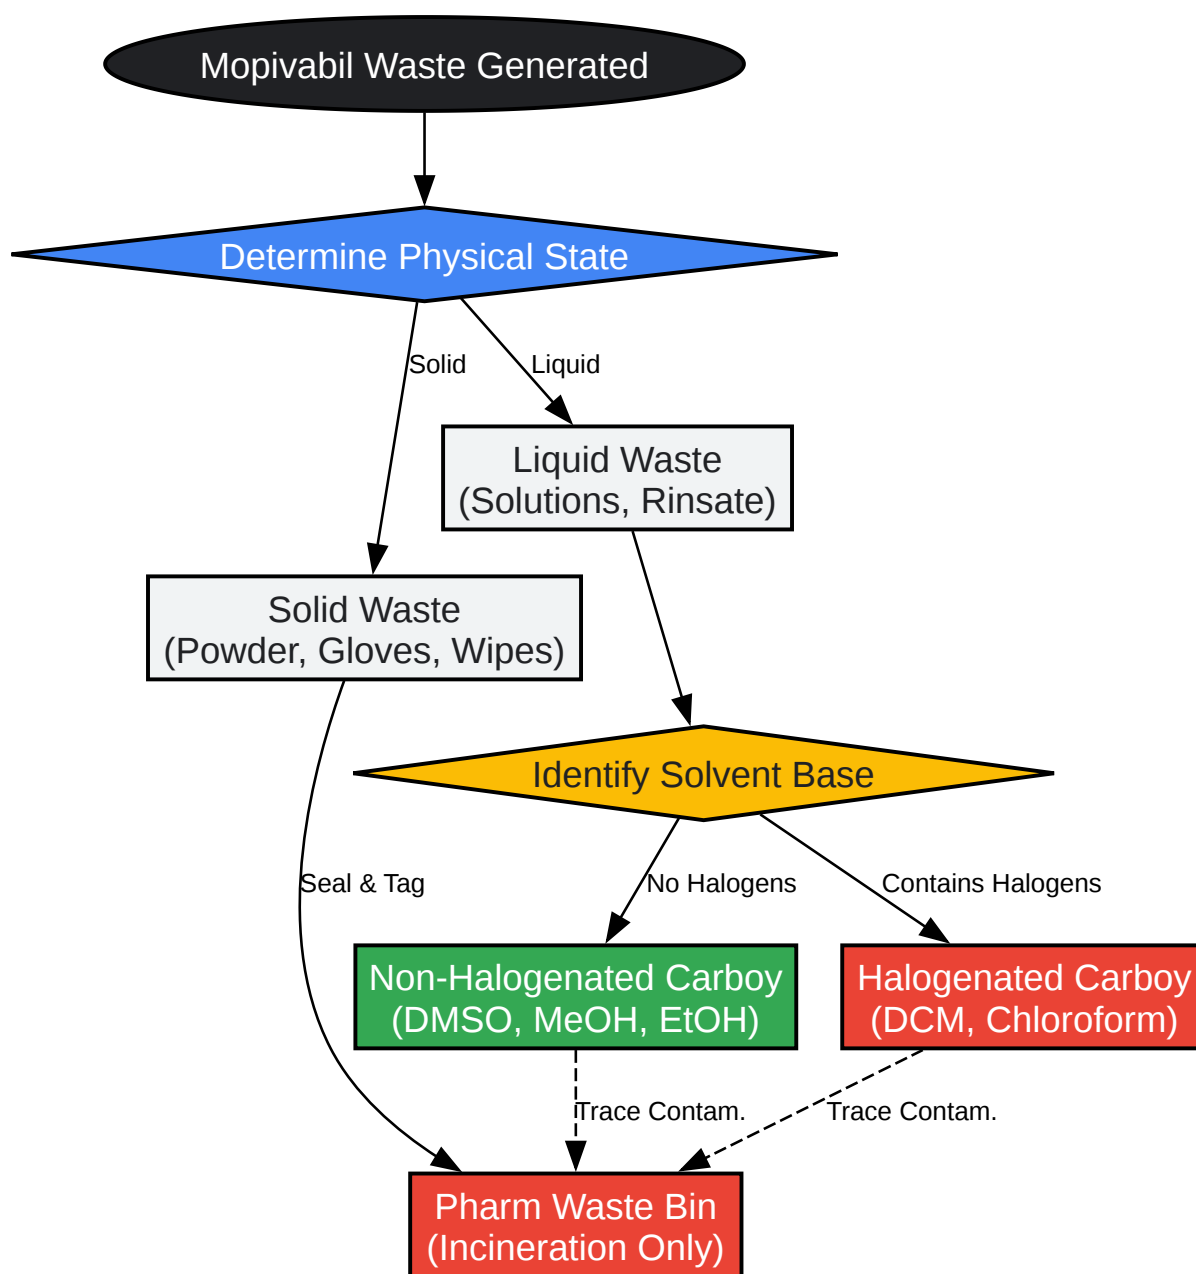 Mopivabil Waste Generated
Determine Physical State
Solid
Liquid
Liquid Waste
(Solutions, Rinsate)
Solid Waste
(Powder, Gloves, Wipes)
Identify Solvent Base
Seal & Tag
No Halogens
Contains Halogens
Non-Halogenated Carboy
(DMSO, MeOH, EtOH)
Halogenated Carboy
(DCM, Chloroform)
Trace Contam.
Trace Contam.
Pharm Waste Bin
(Incineration Only)